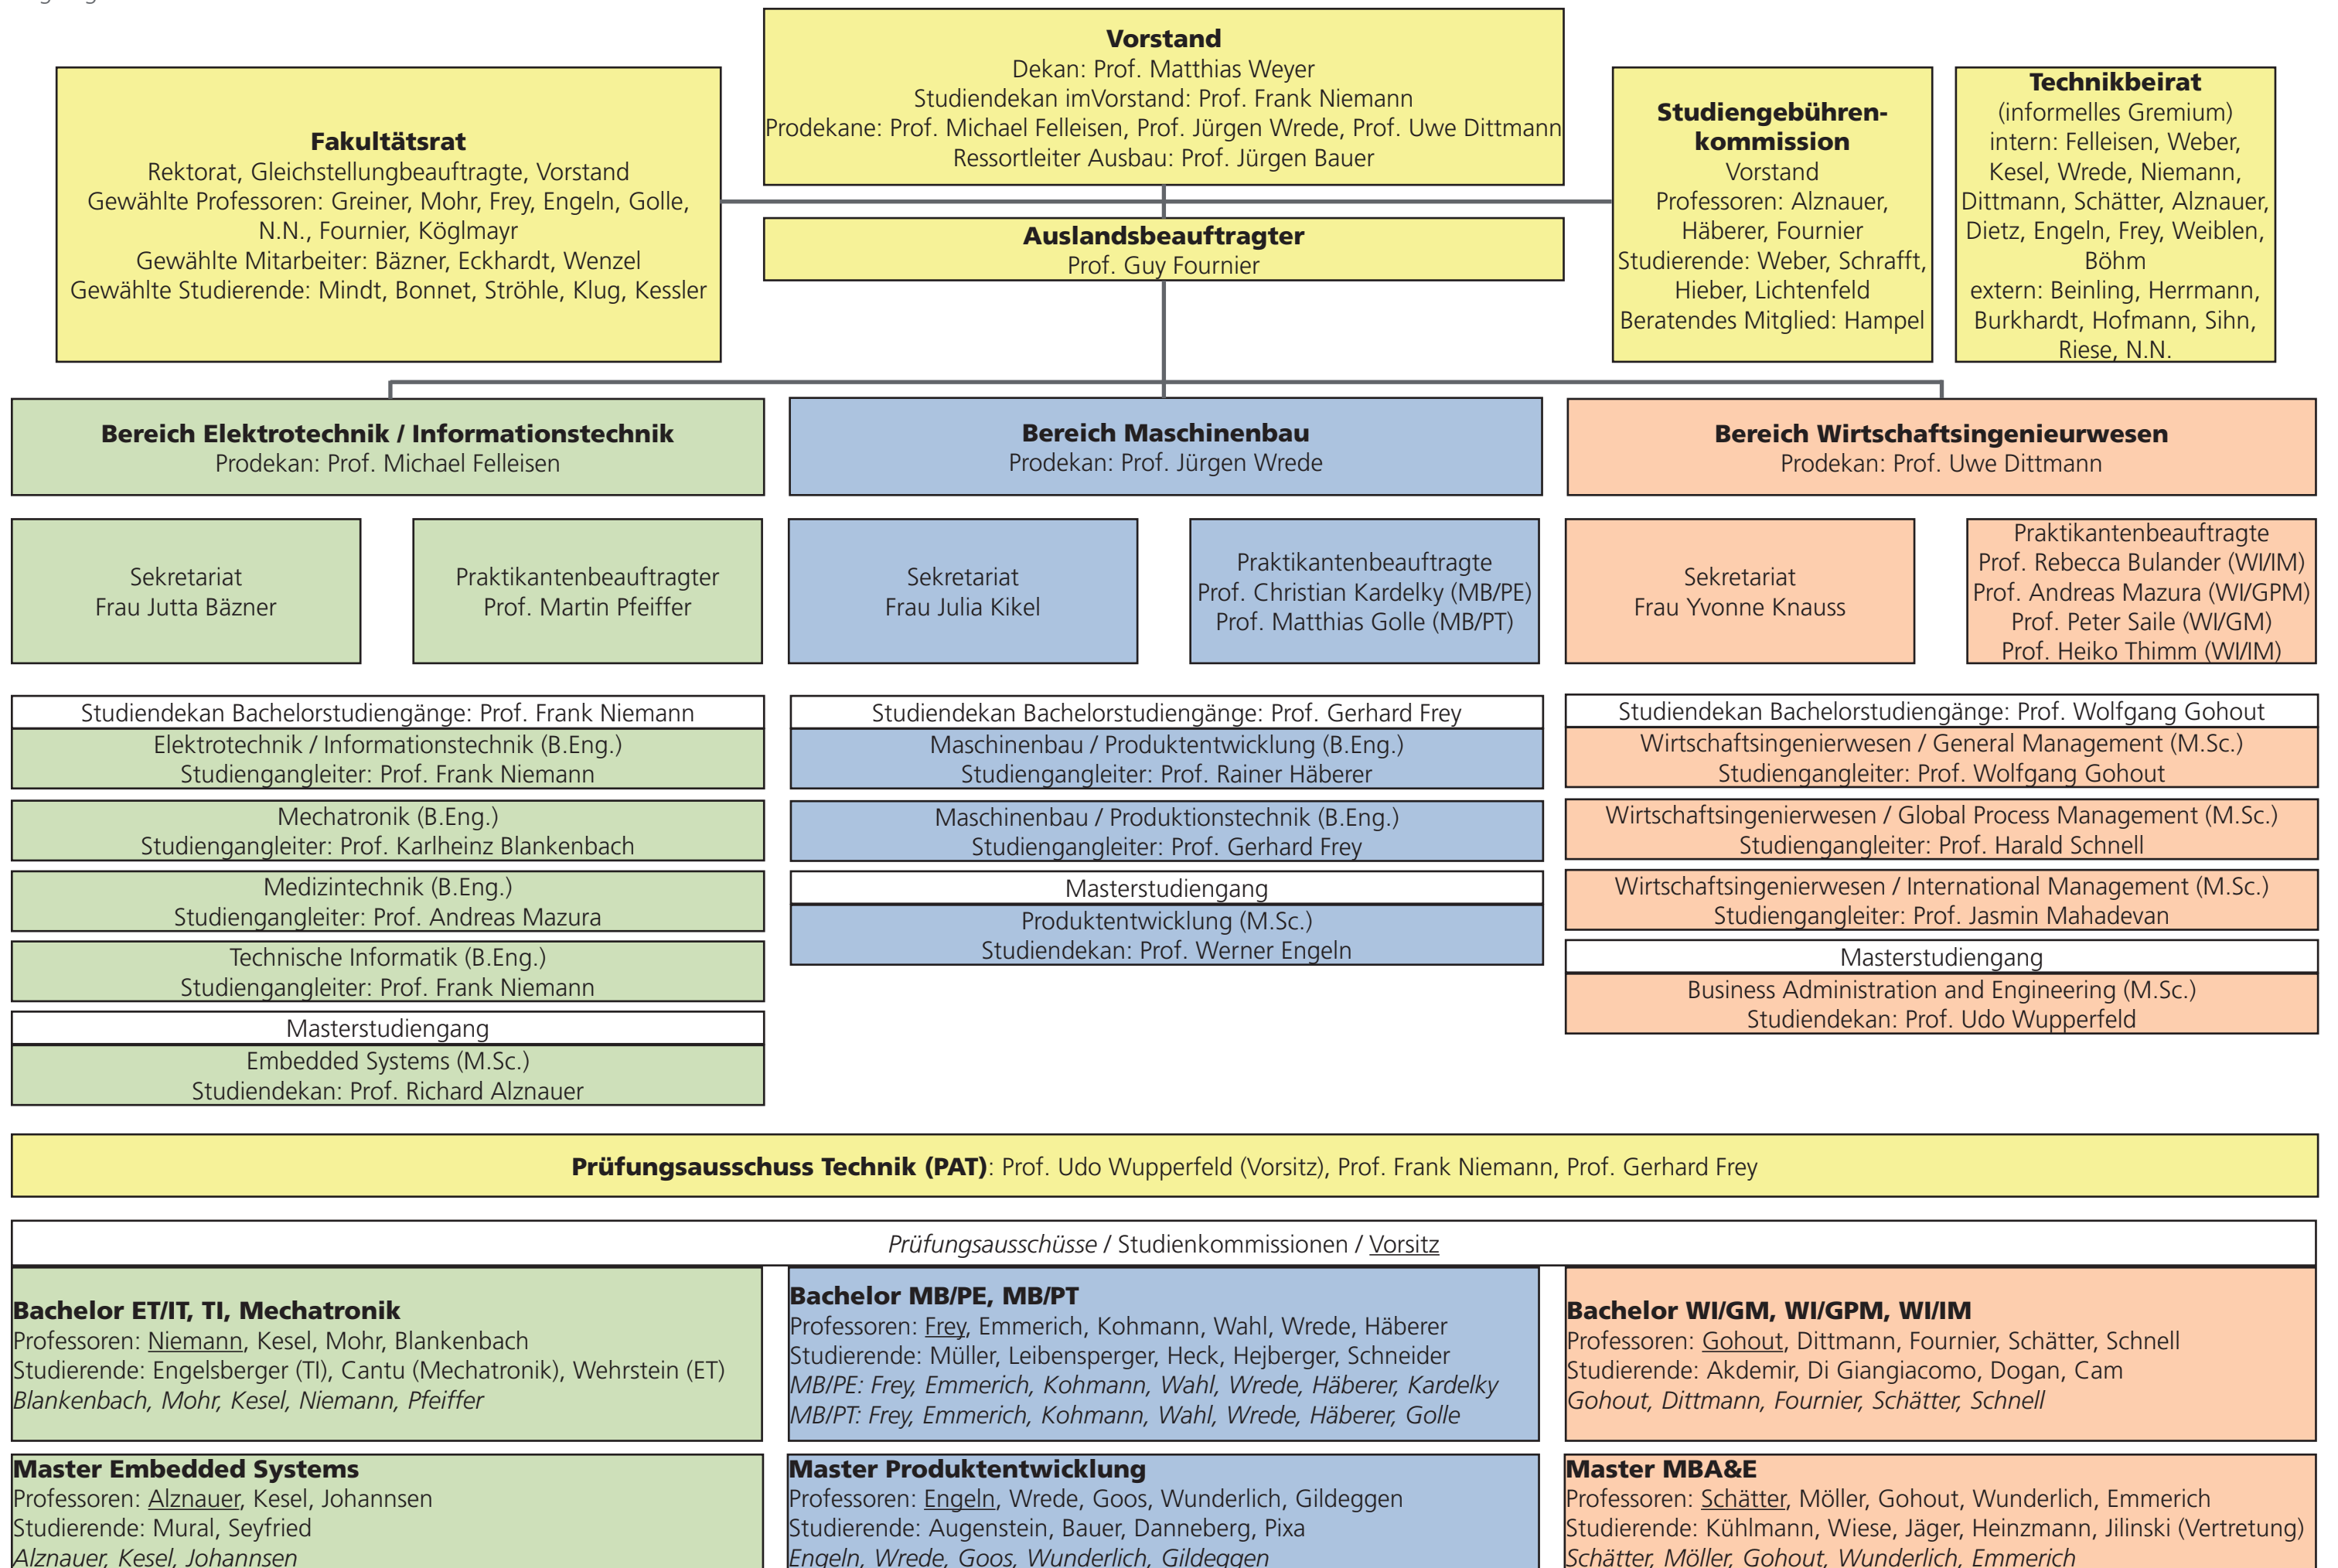 Vorstand
Dekan: Prof. Matthias Weyer
Studiendekan imVorstand: Prof. Frank Niemann
Prodekane: Prof. Michael Felleisen, Prof. Jürgen Wrede, Prof. Uwe Dittmann
Ressortleiter Ausbau: Prof. Jürgen Bauer
Fakultätsrat
Rektorat, Gleichstellungbeauftragte, Vorstand
Gewählte Professoren: Greiner, Mohr, Frey, Engeln, Golle,
N.N., Fournier, Köglmayr
Gewählte Mitarbeiter: Bäzner, Eckhardt, Wenzel
Gewählte Studierende: Mindt, Bonnet, Ströhle, Klug, Kessler
Auslandsbeauftragter
Prof. Guy Fournier
Studiengebühren-
kommission
Vorstand
Professoren: Alznauer,
Häberer, Fournier
Studierende: Weber, Schrafft,
Hieber, Lichtenfeld
Beratendes Mitglied: Hampel
Technikbeirat
(informelles Gremium)
intern: Felleisen, Weber,
Kesel, Wrede, Niemann,
Dittmann, Schätter, Alznauer,
Dietz, Engeln, Frey, Weiblen,
Böhm
extern: Beinling, Herrmann,
Burkhardt, Hofmann, Sihn,
Riese, N.N.
Bereich Elektrotechnik / Informationstechnik
Prodekan: Prof. Michael Felleisen
Sekretariat
Frau Jutta Bäzner
Praktikantenbeauftragter
Prof. Martin Pfeiffer
Studiendekan Bachelorstudiengänge: Prof. Frank Niemann
Elektrotechnik / Informationstechnik (B.Eng.)
Studiengangleiter: Prof. Frank Niemann
Mechatronik (B.Eng.)
Studiengangleiter: Prof. Karlheinz Blankenbach
Medizintechnik (B.Eng.)
Studiengangleiter: Prof. Andreas Mazura
Technische Informatik (B.Eng.)
Studiengangleiter: Prof. Frank Niemann
Masterstudiengang
Embedded Systems (M.Sc.)
Studiendekan: Prof. Richard Alznauer
Bereich Maschinenbau
Prodekan: Prof. Jürgen Wrede
Sekretariat
Frau Julia Kikel
Praktikantenbeauftragte
Prof. Christian Kardelky (MB/PE)
Prof. Matthias Golle (MB/PT)
Studiendekan Bachelorstudiengänge: Prof. Gerhard Frey
Maschinenbau / Produktentwicklung (B.Eng.)
Studiengangleiter: Prof. Rainer Häberer
Maschinenbau / Produktionstechnik (B.Eng.)
Studiengangleiter: Prof. Gerhard Frey
Masterstudiengang
Produktentwicklung (M.Sc.)
Studiendekan: Prof. Werner Engeln
Bereich Wirtschaftsingenieurwesen
Prodekan: Prof. Uwe Dittmann
Sekretariat
Frau Yvonne Knauss
Praktikantenbeauftragte
Prof. Rebecca Bulander (WI/IM)
Prof. Andreas Mazura (WI/GPM)
Prof. Peter Saile (WI/GM)
Prof. Heiko Thimm (WI/IM)
Studiendekan Bachelorstudiengänge: Prof. Wolfgang Gohout
Wirtschaftsingenierwesen / General Management (M.Sc.)
Studiengangleiter: Prof. Wolfgang Gohout
Wirtschaftsingenierwesen / Global Process Management (M.Sc.)
Studiengangleiter: Prof. Harald Schnell
Wirtschaftsingenierwesen / International Management (M.Sc.)
Studiengangleiter: Prof. Jasmin Mahadevan
Masterstudiengang
Business Administration and Engineering (M.Sc.)
Studiendekan: Prof. Udo Wupperfeld
Prüfungsausschuss Technik (PAT): Prof. Udo Wupperfeld (Vorsitz), Prof. Frank Niemann, Prof. Gerhard Frey
Prüfungsausschüsse / Studienkommissionen / Vorsitz
Bachelor ET/IT, TI, Mechatronik
Professoren: Niemann, Kesel, Mohr, Blankenbach
Studierende: Engelsberger (TI), Cantu (Mechatronik), Wehrstein (ET)
Blankenbach, Mohr, Kesel, Niemann, Pfeiffer
Bachelor MB/PE, MB/PT
Professoren: Frey, Emmerich, Kohmann, Wahl, Wrede, Häberer
Studierende: Müller, Leibensperger, Heck, Hejberger, Schneider
MB/PE: Frey, Emmerich, Kohmann, Wahl, Wrede, Häberer, Kardelky
MB/PT: Frey, Emmerich, Kohmann, Wahl, Wrede, Häberer, Golle
Bachelor WI/GM, WI/GPM, WI/IM
Professoren: Gohout, Dittmann, Fournier, Schätter, Schnell
Studierende: Akdemir, Di Giangiacomo, Dogan, Cam
Gohout, Dittmann, Fournier, Schätter, Schnell
Master Embedded Systems
Professoren: Alznauer, Kesel, Johannsen
Studierende: Mural, Seyfried
Alznauer, Kesel, Johannsen
Master Produktentwicklung
Professoren: Engeln, Wrede, Goos, Wunderlich, Gildeggen
Studierende: Augenstein, Bauer, Danneberg, Pixa
Engeln, Wrede, Goos, Wunderlich, Gildeggen
Master MBA&E
Professoren: Schätter, Möller, Gohout, Wunderlich, Emmerich
Studierende: Kühlmann, Wiese, Jäger, Heinzmann, Jilinski (Vertretung)
Schätter, Möller, Gohout, Wunderlich, Emmerich